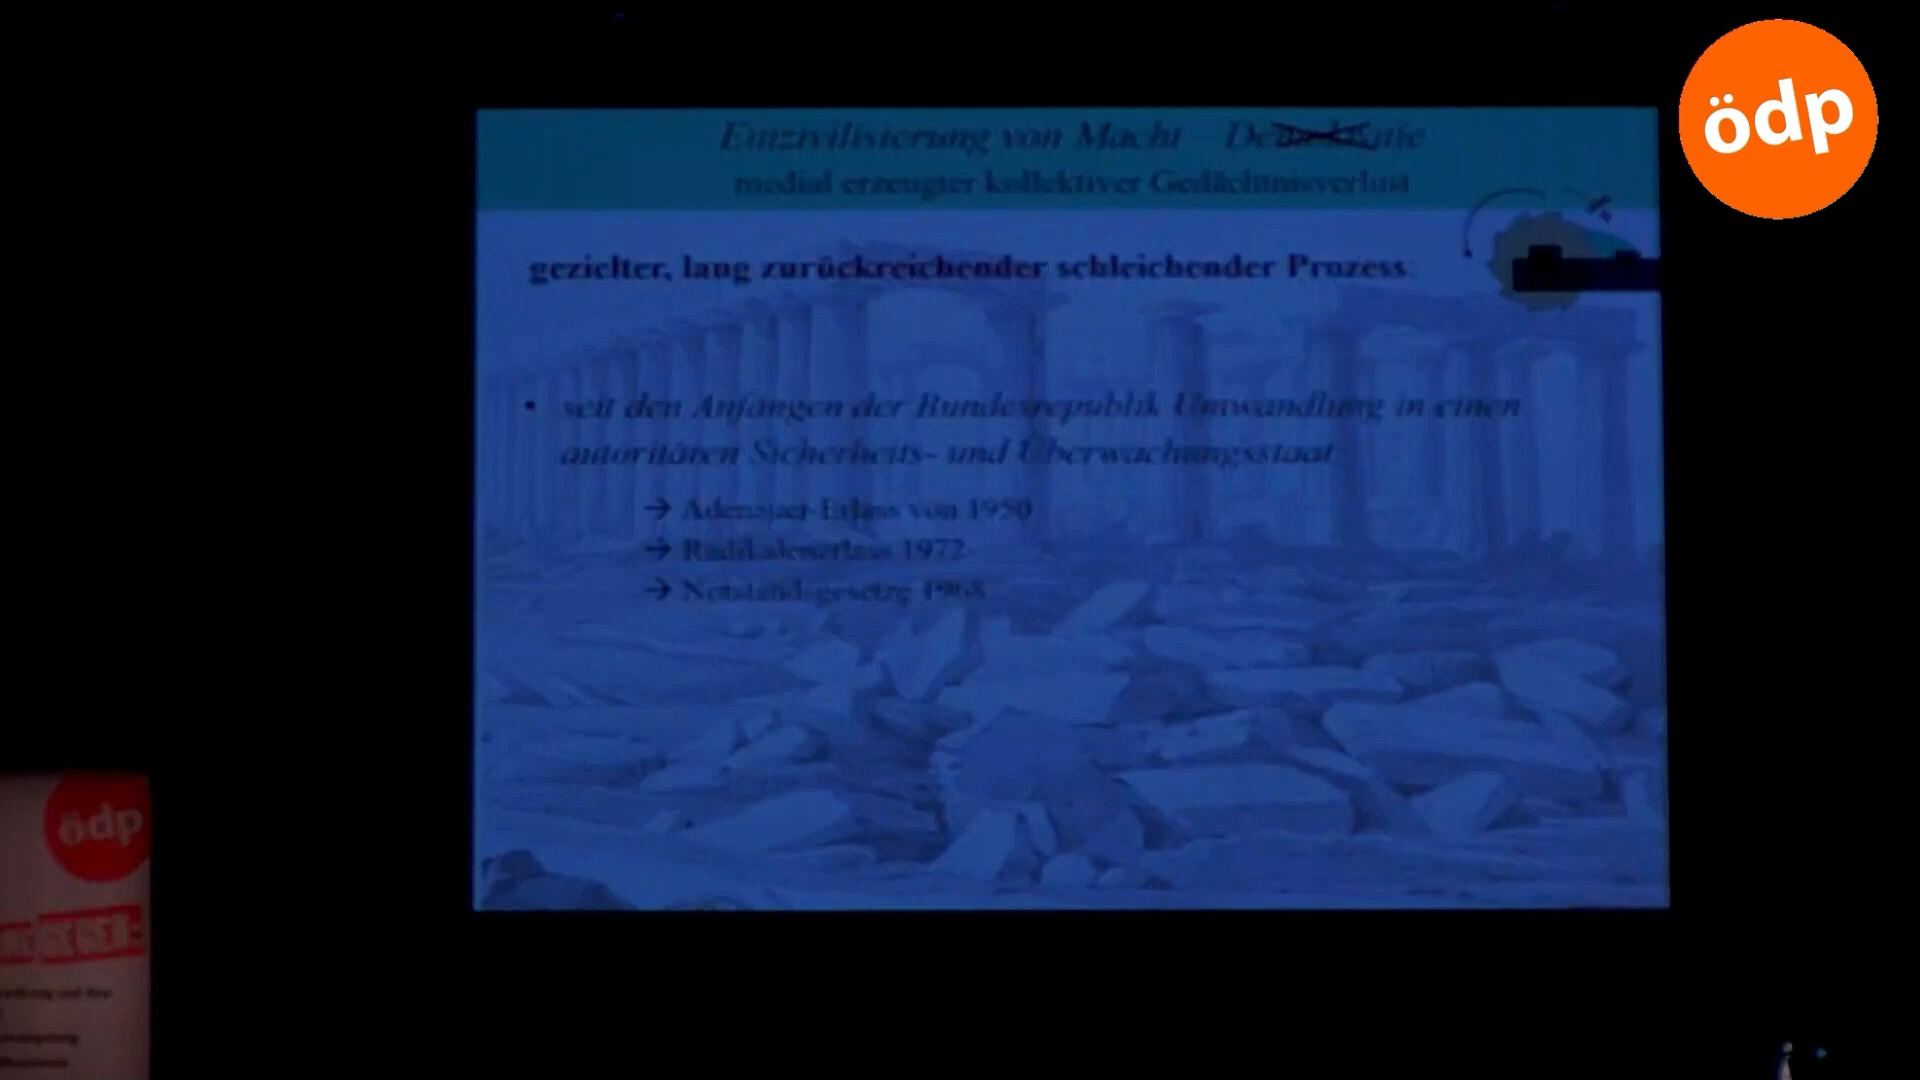 ödp
Entzivilisierung von Macht – Demokratie
medial erzeugter kollektiver Gedächtnisverlust
gezielter, lang zurückreichender schleichender Prozess:
• seit den Anfängen der Bundesrepublik Umwandlung in einen
autoritären Sicherheits- und Überwachungsstaat
→ Adenauer-Erlass von 1950
→ Radikalenerlass 1972
→ Notstandsgesetze 1968
ödp